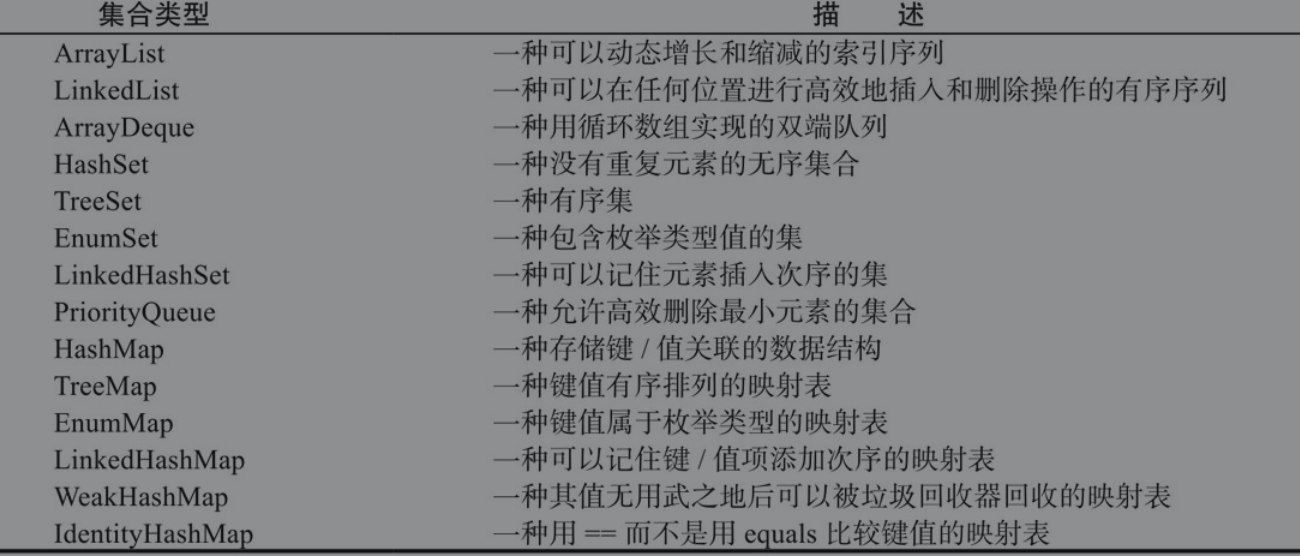 集合类型 描 述
ArrayList 一种可以动态增长和缩减的索引序列
LinkedList 一种可以在任何位置进行高效地插入和删除操作的有序序列
ArrayDeque 一种用循环数组实现的双端队列
HashSet 一种没有重复元素的无序集合
TreeSet 一种有序集
EnumSet 一种包含枚举类型值的集
LinkedHashSet 一种可以记住元素插入次序的集
PriorityQueue 一种允许高效删除最小元素的集合
HashMap 一种存储键 / 值关联的数据结构
TreeMap 一种键值有序排列的映射表
EnumMap 一种键值属于枚举类型的映射表
LinkedHashMap 一种可以记住键 / 值项添加次序的映射表
WeakHashMap 一种其值无用武之地后可以被垃圾回收器回收的映射表
IdentityHashMap 一种用 == 而不是用 equals 比较键值的映射表